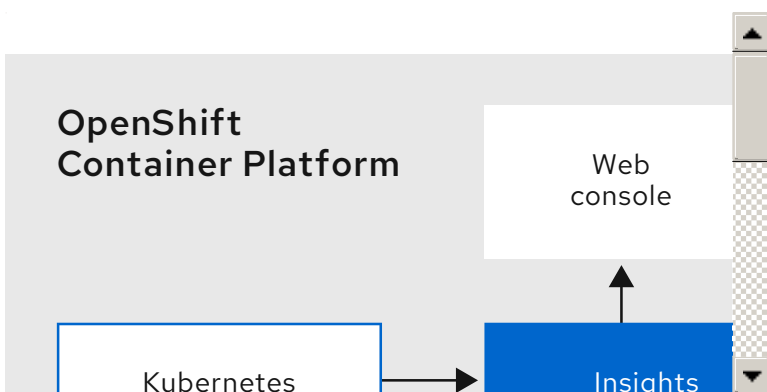 OpenShift
Container Platform
Web
console
Kubernetes
Insights